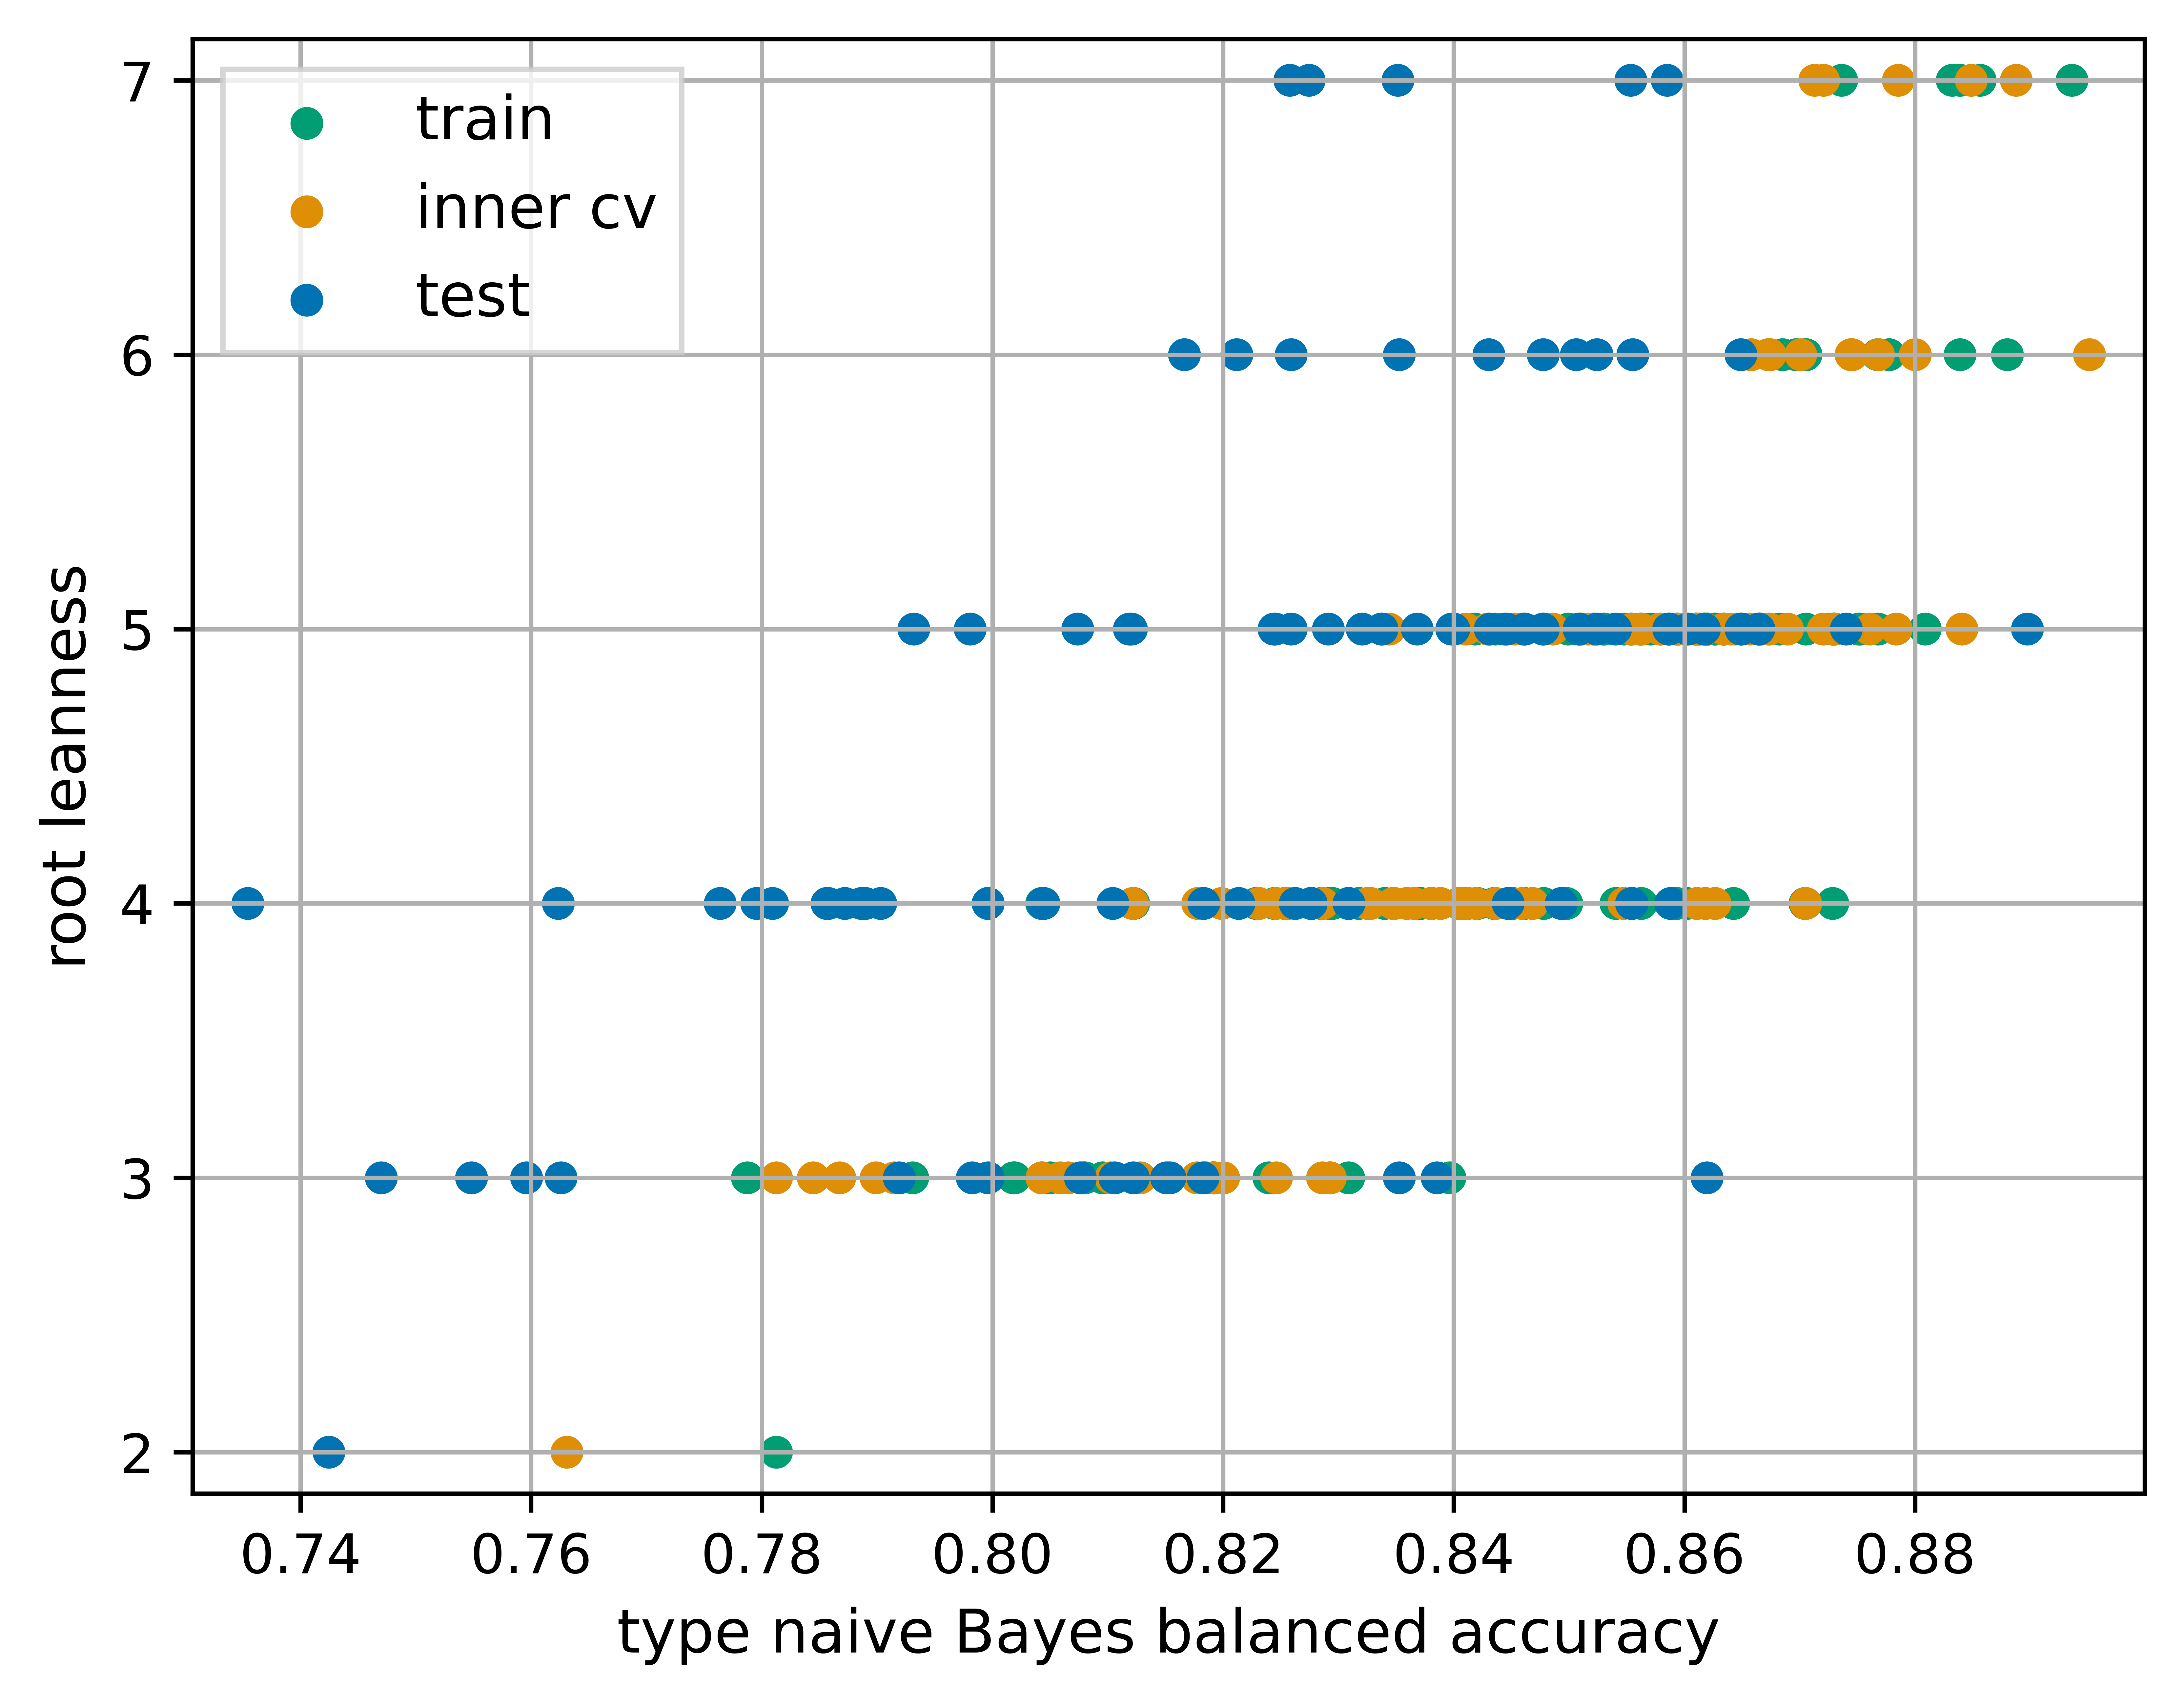 train
inner cv
test
root leanness
7
6
5
4
3
2
0.74 0.76 0.78 0.80 0.82 0.84 0.86 0.88
type naive Bayes balanced accuracy